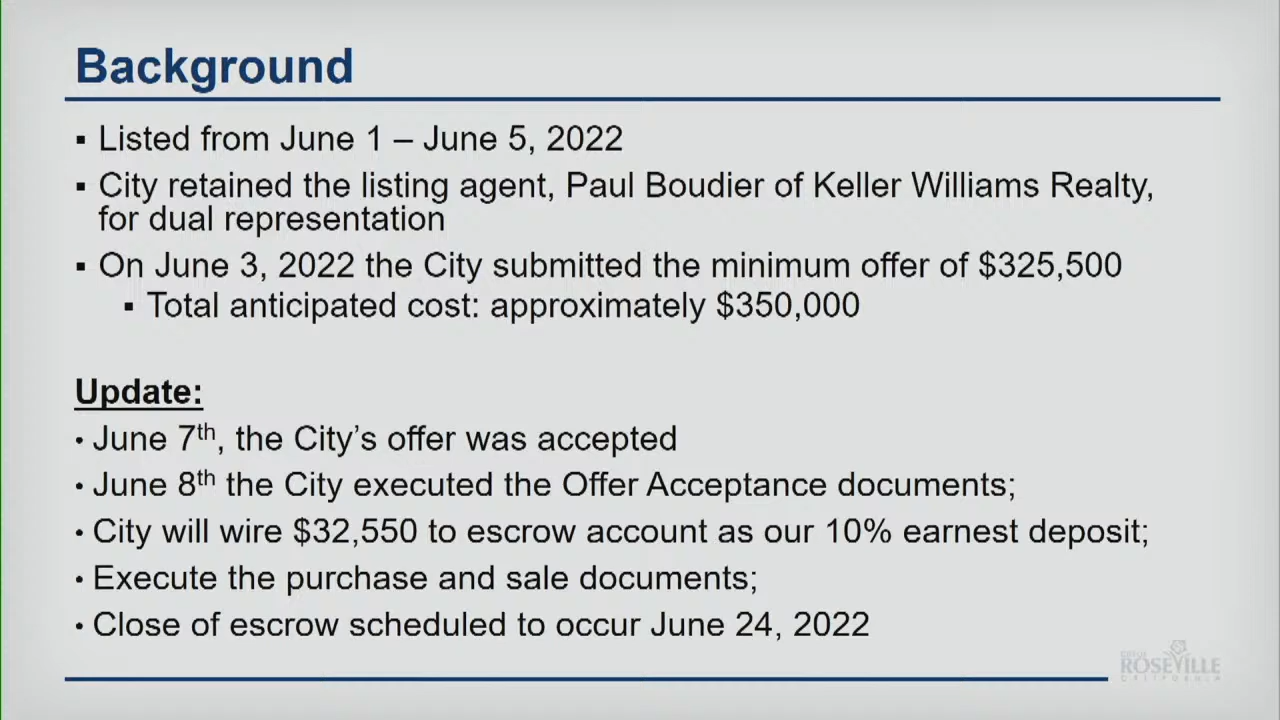 Background
▪ Listed from June 1 – June 5, 2022
▪ City retained the listing agent, Paul Boudier of Keller Williams Realty,
for dual representation
▪ On June 3, 2022 the City submitted the minimum offer of $325,500
▪ Total anticipated cost: approximately $350,000
Update:
• June 7th, the City’s offer was accepted
• June 8th the City executed the Offer Acceptance documents;
• City will wire $32,550 to escrow account as our 10% earnest deposit;
• Execute the purchase and sale documents;
• Close of escrow scheduled to occur June 24, 2022
CITY OF
ROSEVILLE
CALIFORNIA